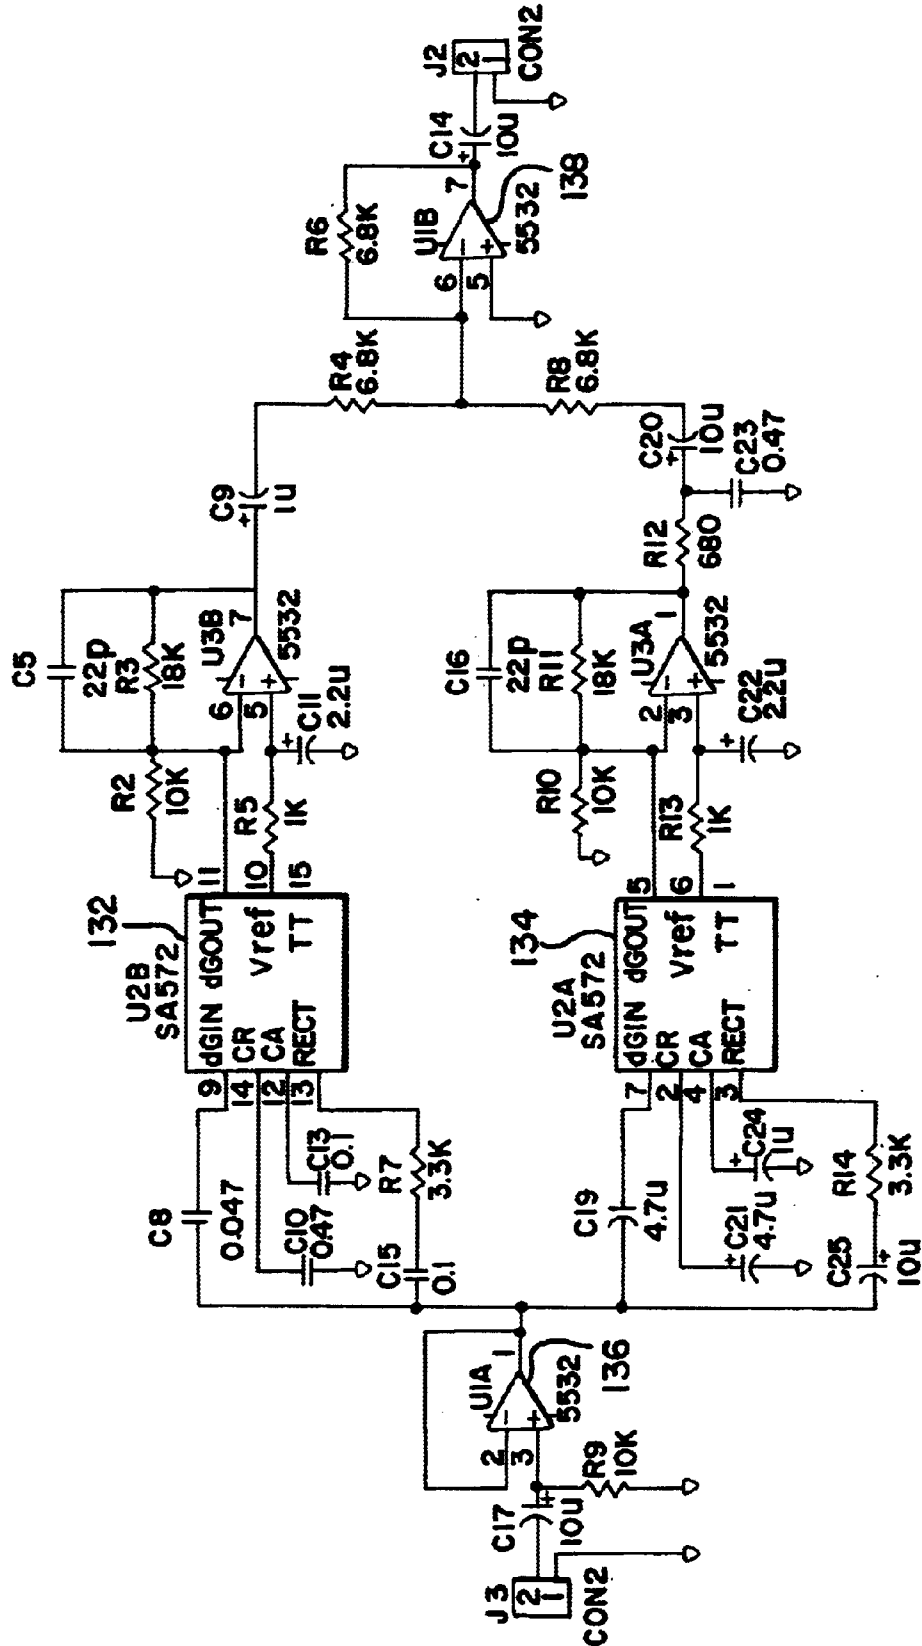 J3
2
1
CON2
C17
+
10U
R9
10K
2
3
−
+
U1A
1
5532
136
C8
0.047
C10
0.47
C13
0.1
C15
0.1
R7
3.3K
9
14
12
13
132
U2B
SA572
dGIN dGOUT
CR
Vref
CA
TT
RECT
11
10
15
R2
10K
R5
1K
C5
22p
R3
18K
6
5
−
+
U3B
7
5532
+
C11
2.2U
C9
+
1U
R4
6.8K
C19
4.7U
+
C21
4.7U
+
C24
1U
C25
+
10U
R14
3.3K
7
2
4
3
134
U2A
SA572
dGIN dGOUT
CR
Vref
CA
TT
RECT
5
6
1
R10
10K
R13
1K
C16
22p
R11
18K
2
3
−
+
U3A
1
5532
+
C22
2.2U
R12
680
C20
+
10U
C23
0.47
R8
6.8K
R6
6.8K
6
5
−
+
U1B
7
5532
138
C14
+
10U
J2
2
1
CON2